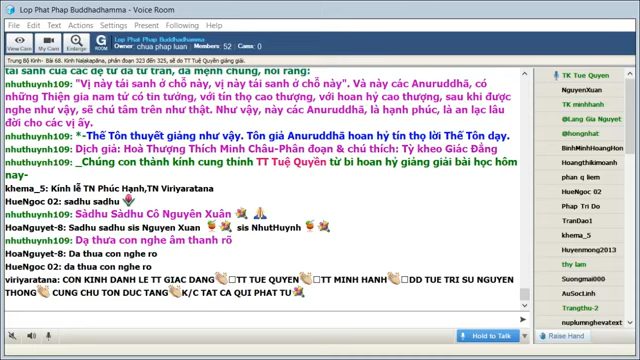 Lop Phat Phap Buddhadhamma - Voice Room
File Edit Text Actions Settings Present Following Help
View Cam
My Cam
Enlarge
G
ROOM
Lop Phat Phap Buddhadhamma
Owner: chua phap luan - Members: 52 Cams: 0
Trung Bộ Kinh- Bài 68. Kinh Nalakapāna, phân đoạn 323 đến 325, sẽ do TT Tuệ Quyền giảng giải.
tái sanh của các đệ tử đã từ trần, đã mệnh chung, nói rằng:
nhuthuynh109: "Vị này tái sanh ở chỗ này, vị này tái sanh ở chỗ này". Và này các Anuruddhā, có
những Thiện gia nam tử có tín tưởng, với tín thọ cao thượng, với hoan hỷ cao thượng, sau khi được
nghe như vậy, sẽ chú tâm trên như thật. Như vậy, này các Anuruddhā, là hạnh phúc, là an lạc lâu
đời cho các vị ấy.
nhuthuynh109: *-Thế Tôn thuyết giảng như vậy. Tôn giả Anuruddhā hoan hỷ tín thọ lời Thế Tôn dạy.
nhuthuynh109: Dịch giả: Hoà Thượng Thích Minh Châu-Phân đoạn & chú thích: Tỳ kheo Giác Đẳng
nhuthuynh109: _Chúng con thành kính cung thỉnh TT Tuệ Quyền từ bi hoan hỷ giảng giải bài học hôm
nay-
khema_5: Kính lễ TN Phúc Hạnh,TN Viriyaratana
HueNgoc 02: sadhu sadhu
nhuthuynh109: Sàdhu Sàdhu Cô Nguyên Xuân
HoaNguyet-8: Sadhu sadhu sis Nguyen Xuan sis NhutHuynh
nhuthuynh109: Dạ thưa con nghe âm thanh rõ
HoaNguyet-8: Da thua con nghe ro
HueNgoc 02: da thua con nghe ro
viriyaratana: CON KINH DANH LE TT GIAC DANG TT TUE QUYEN TT MINH HANH DD TUE TRI SU NGUYEN
THONG CUNG CHU TON DUC TANG K/C TAT CA QUI PHAT TU
Hold to Talk
TK Tue Quyen
NguyenXuan
TK minhhanh
@Lang Gia Nguyet
@hongnhat
BinhMinhHoangHon
Hoangthikimoanh
phan q liem
HueNgoc 02
Phap Tri Do
TranDao1
khema_5
Huyenmong2013
thy lam
Suongmai000
AuSocLinh
Trangthu-2
nuplumnghevatext
Raise Hand